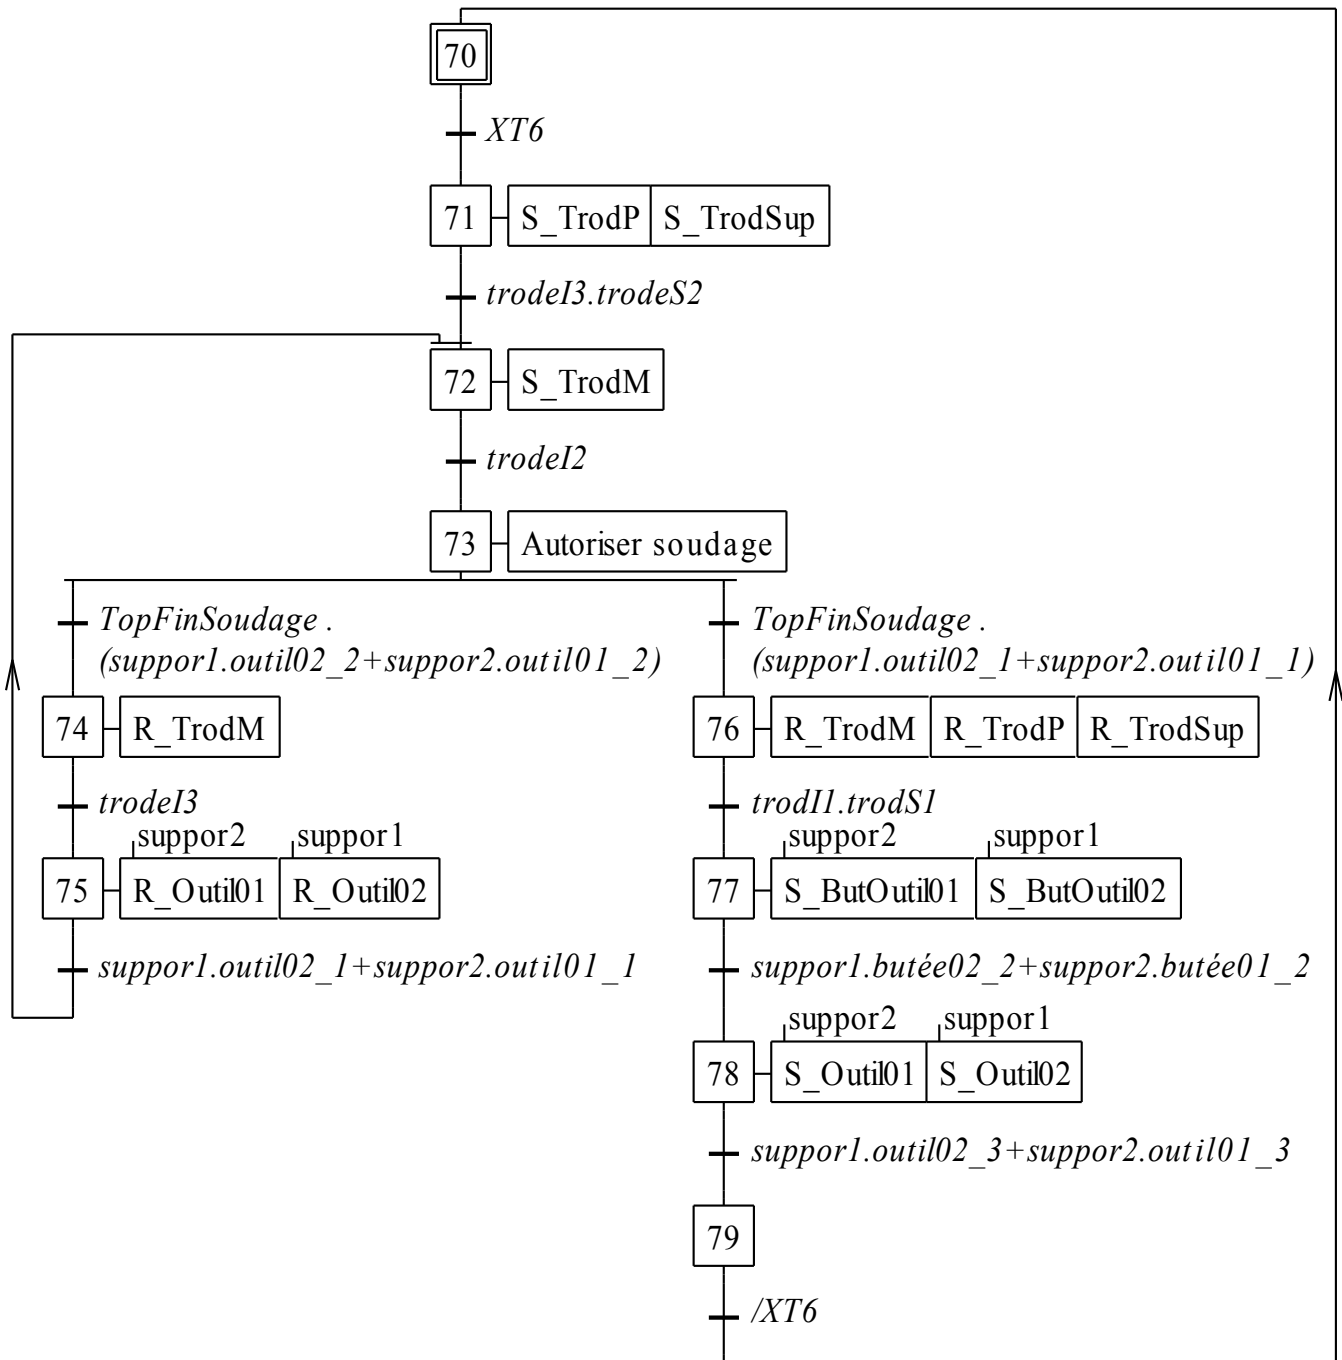 70
XT6
71 S_TrodP S_TrodSup
trodeI3.trodeS2
72 S_TrodM
trodeI2
73 Autoriser soudage
TopFinSoudage .
(suppor1.outil02_2+suppor2.outil01_2)
TopFinSoudage .
(suppor1.outil02_1+suppor2.outil01_1)
74 R_TrodM
76 R_TrodM R_TrodP R_TrodSup
trodeI3
trodI1.trodS1
suppor2 suppor1
75 R_Outil01 R_Outil02
suppor2 suppor1
77 S_ButOutil01 S_ButOutil02
suppor1.outil02_1+suppor2.outil01_1
suppor1.butée02_2+suppor2.butée01_2
suppor2 suppor1
78 S_Outil01 S_Outil02
suppor1.outil02_3+suppor2.outil01_3
79
/XT6